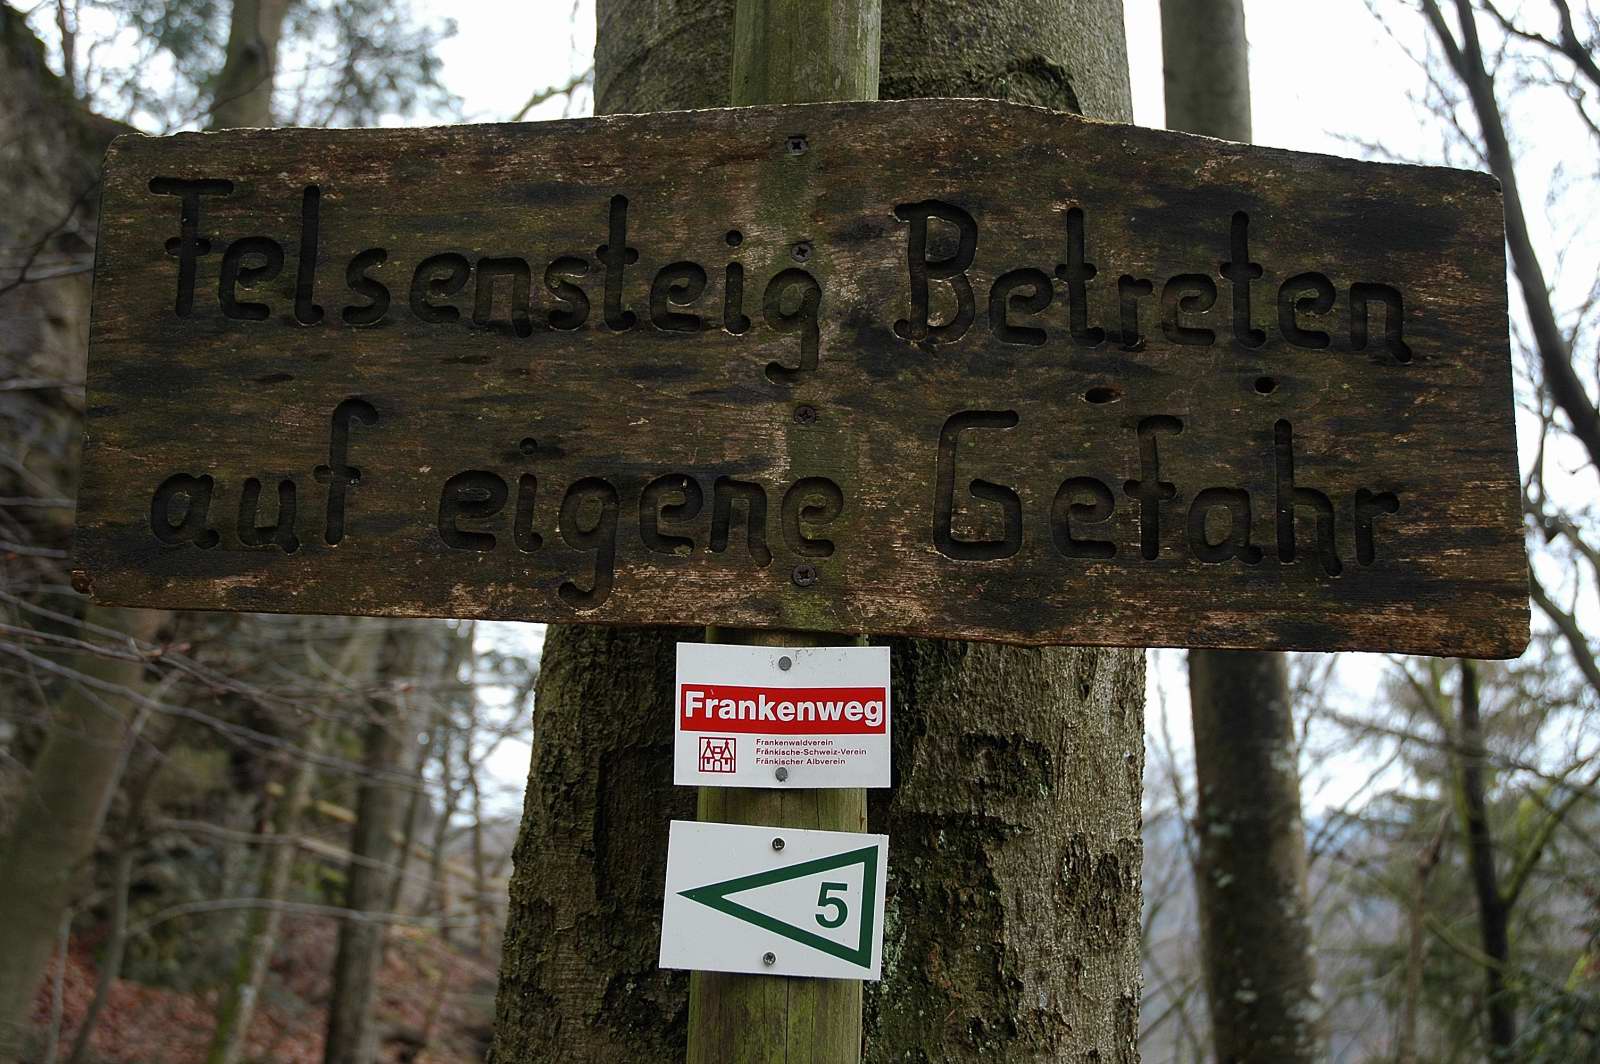 Felsensteig Betreten
auf eigene Gefahr
Frankenweg
Frankenwaldverein
Fränkische-Schweiz-Verein
Fränkischer Albverein
5